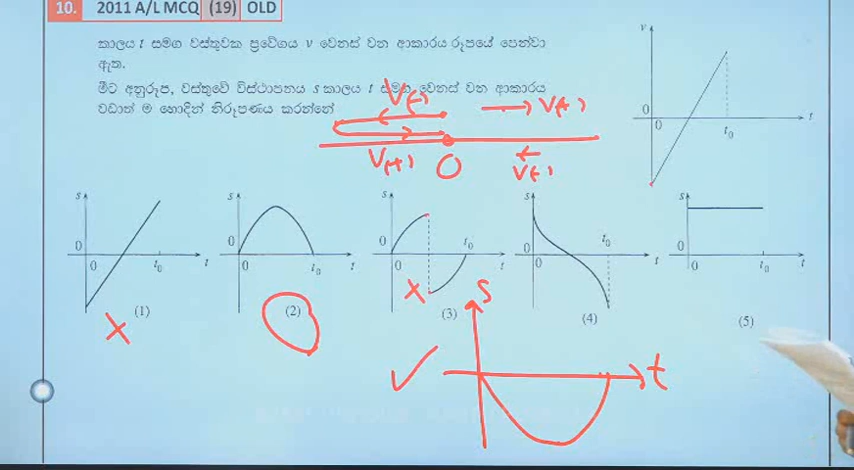 10. 2011 A/L MCQ (19) OLD
කාලය t සමග වස්තුවක ප්‍රවේගය v වෙනස් වන ආකාරය රූපයේ පෙන්වා
ඇත.
මීට අනුරූප, වස්තුවේ විස්ථාපනය s කාලය t සමග වෙනස් වන ආකාරය
වඩාත් ම හොඳින් නිරූපණය කරන්නේ
v
0
0
t₀
t
V(-)
V(+)
V(+)
O
V(-)
s
0
0
t₀
t
(1)
X
s
0
0
t₀
t
(2)
s
0
0
t₀
t
(3)
X
s
0
0
t₀
t
(4)
s
0
0
t₀
t
(5)
S
t